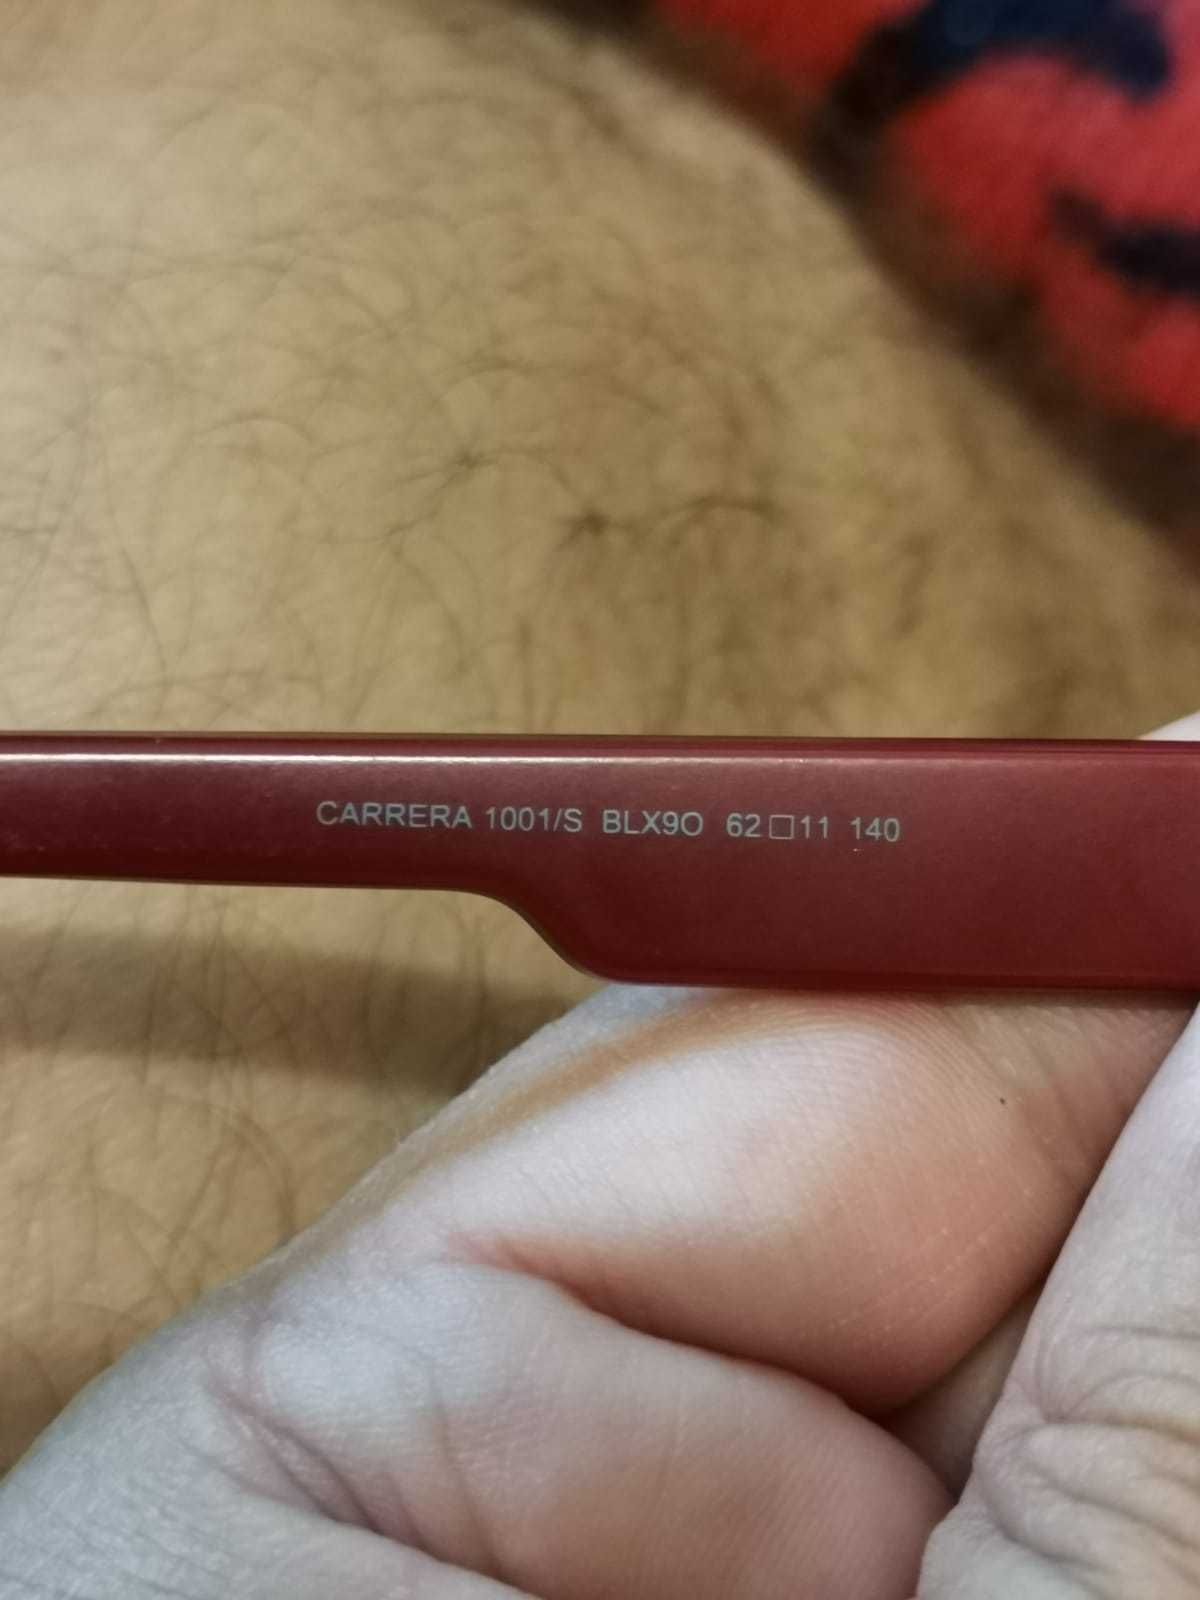 CARRERA 1001/S BLX9O 62□11 140